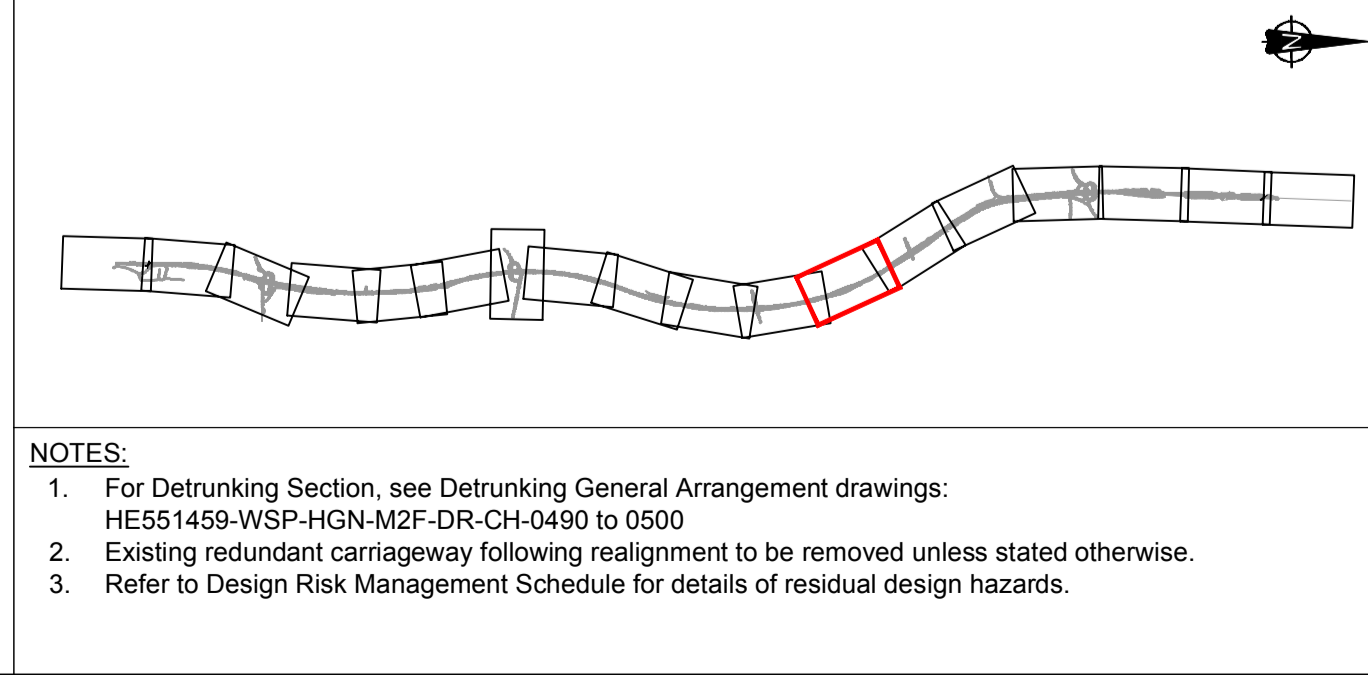 N
NOTES:
1. For Detrunking Section, see Detrunking General Arrangement drawings:
HE551459-WSP-HGN-M2F-DR-CH-0490 to 0500
2. Existing redundant carriageway following realignment to be removed unless stated otherwise.
3. Refer to Design Risk Management Schedule for details of residual design hazards.